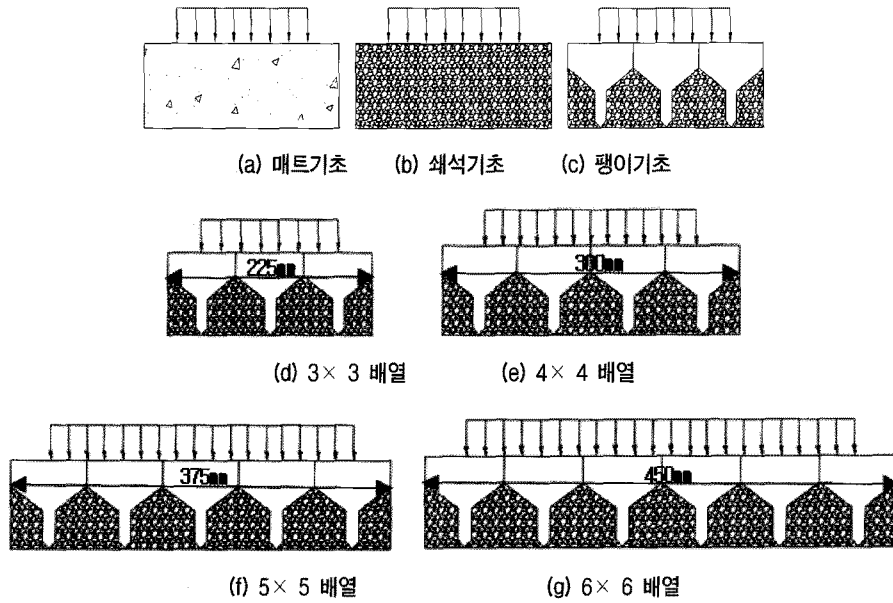 (a) 매트기초 (b) 쇄석기초 (c) 팽이기초
225mm 300mm
(d) 3× 3 배열 (e) 4× 4 배열
375mm 450mm
(f) 5× 5 배열 (g) 6× 6 배열